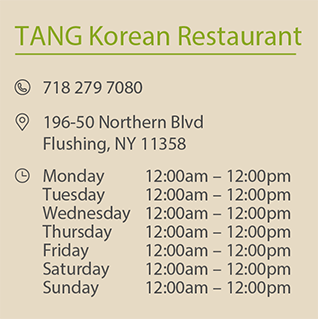 TANG Korean Restaurant
718 279 7080
196-50 Northern Blvd
Flushing, NY 11358
Monday 12:00am – 12:00pm
Tuesday 12:00am – 12:00pm
Wednesday 12:00am – 12:00pm
Thursday 12:00am – 12:00pm
Friday 12:00am – 12:00pm
Saturday 12:00am – 12:00pm
Sunday 12:00am – 12:00pm